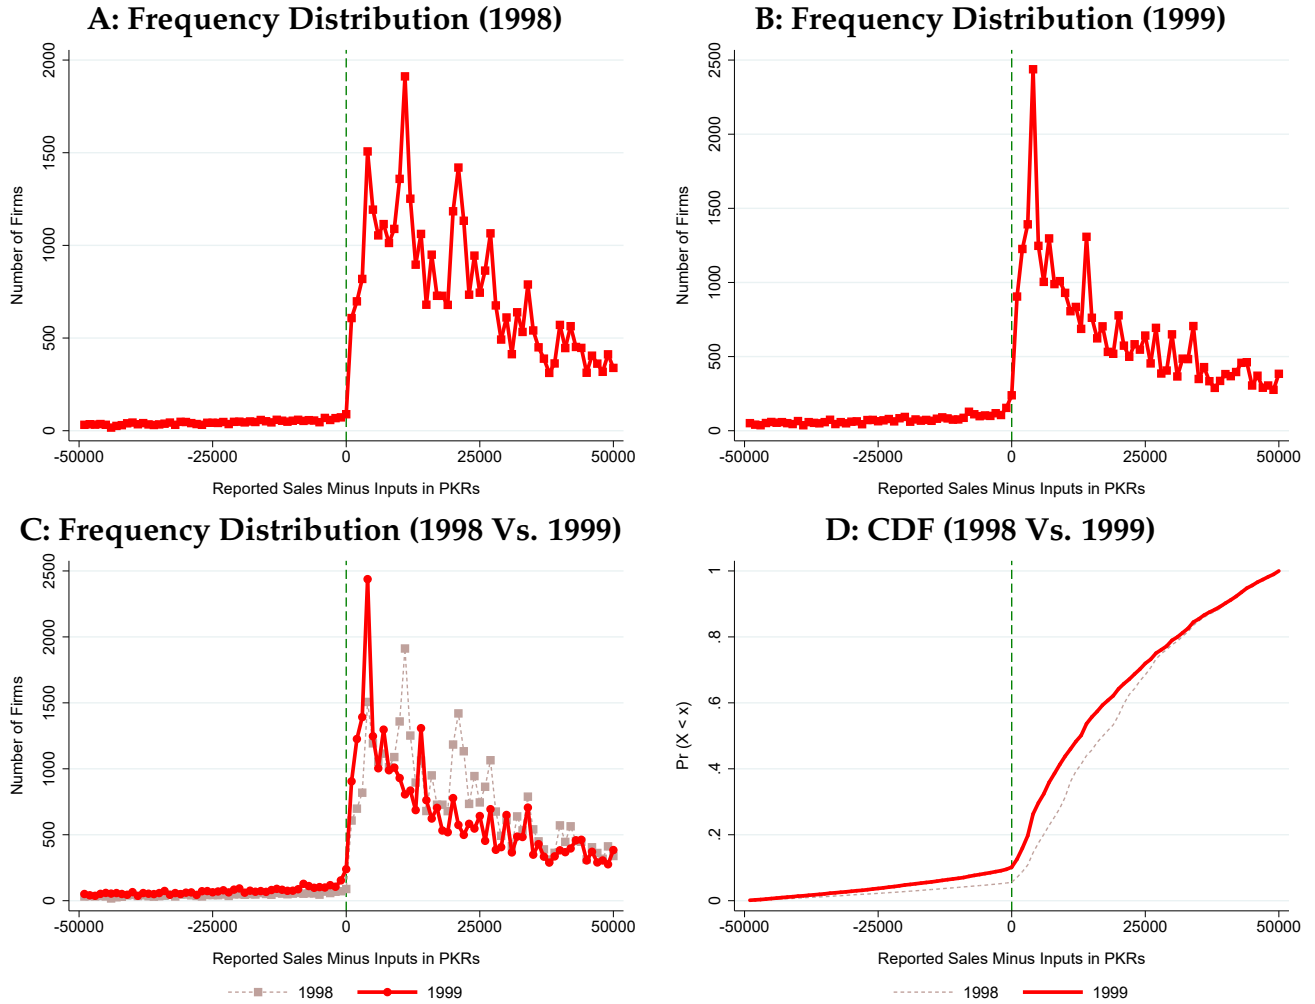 A: Frequency Distribution (1998)
Number of Firms
2000
1500
1000
500
0
-50000 -25000 0 25000 50000
Reported Sales Minus Inputs in PKRs
B: Frequency Distribution (1999)
Number of Firms
2500
2000
1500
1000
500
0
-50000 -25000 0 25000 50000
Reported Sales Minus Inputs in PKRs
C: Frequency Distribution (1998 Vs. 1999)
Number of Firms
2500
2000
1500
1000
500
0
-50000 -25000 0 25000 50000
Reported Sales Minus Inputs in PKRs
1998 1999
D: CDF (1998 Vs. 1999)
Pr (X < x)
1
.8
.6
.4
.2
0
-50000 -25000 0 25000 50000
Reported Sales Minus Inputs in PKRs
1998 1999